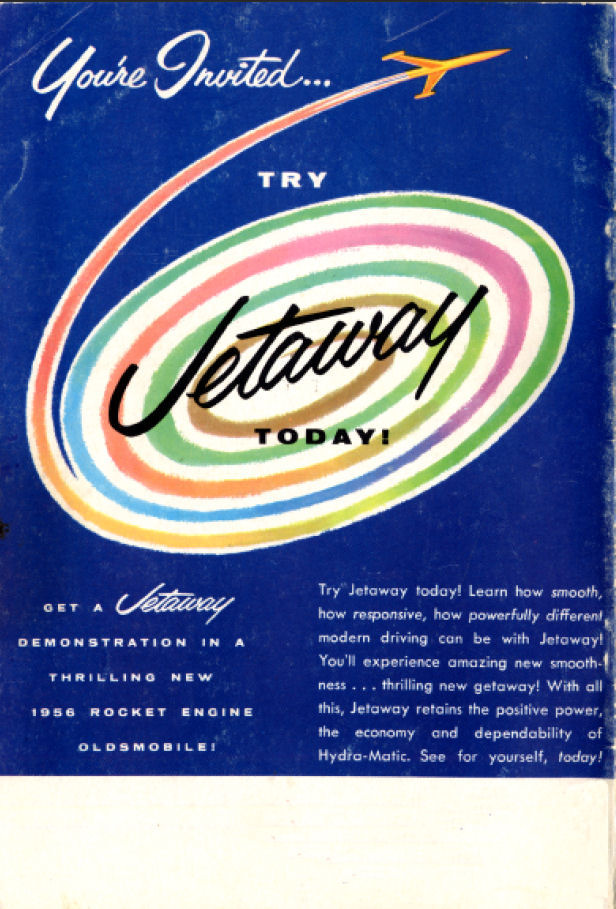 You're Invited...
TRY
Jetaway
TODAY!
GET A Jetaway
DEMONSTRATION IN A
THRILLING NEW
1956 ROCKET ENGINE
OLDSMOBILE!
Try Jetaway today! Learn how smooth,
how responsive, how powerfully different
modern driving can be with Jetaway!
You'll experience amazing new smooth-
ness . . . thrilling new getaway! With all
this, Jetaway retains the positive power,
the economy and dependability of
Hydra-Matic. See for yourself, today!